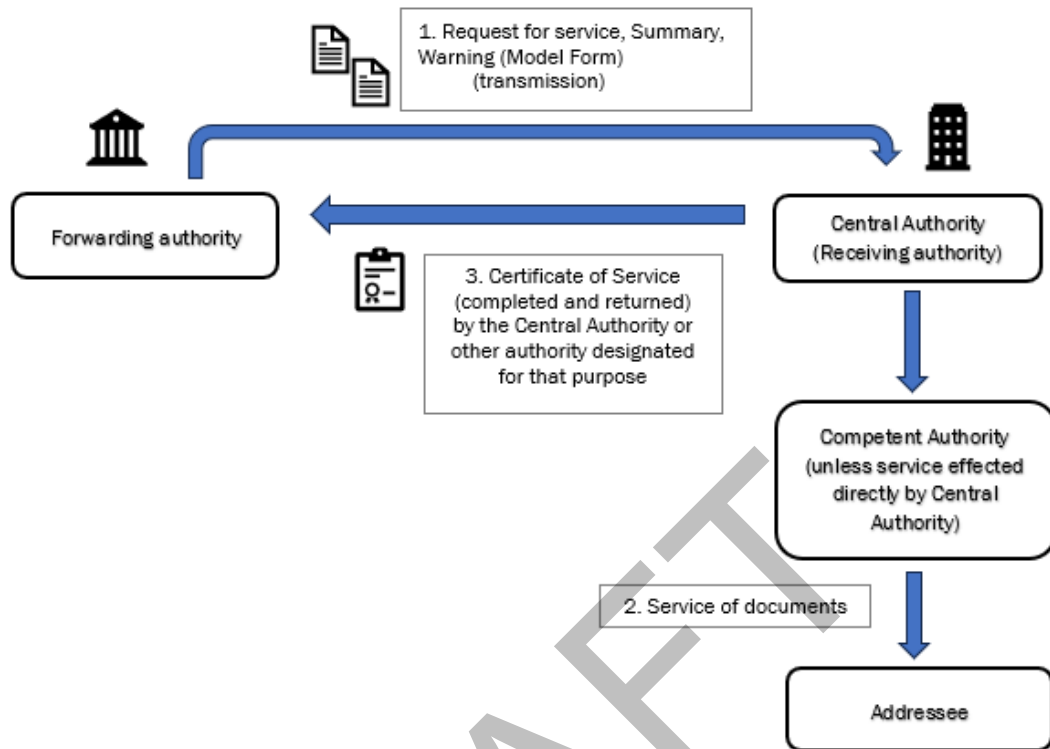 1. Request for service, Summary,
Warning (Model Form)
(transmission)
Forwarding authority
Central Authority
(Receiving authority)
3. Certificate of Service
(completed and returned)
by the Central Authority or
other authority designated
for that purpose
Competent Authority
(unless service effected
directly by Central
Authority)
2. Service of documents
Addressee
AFT